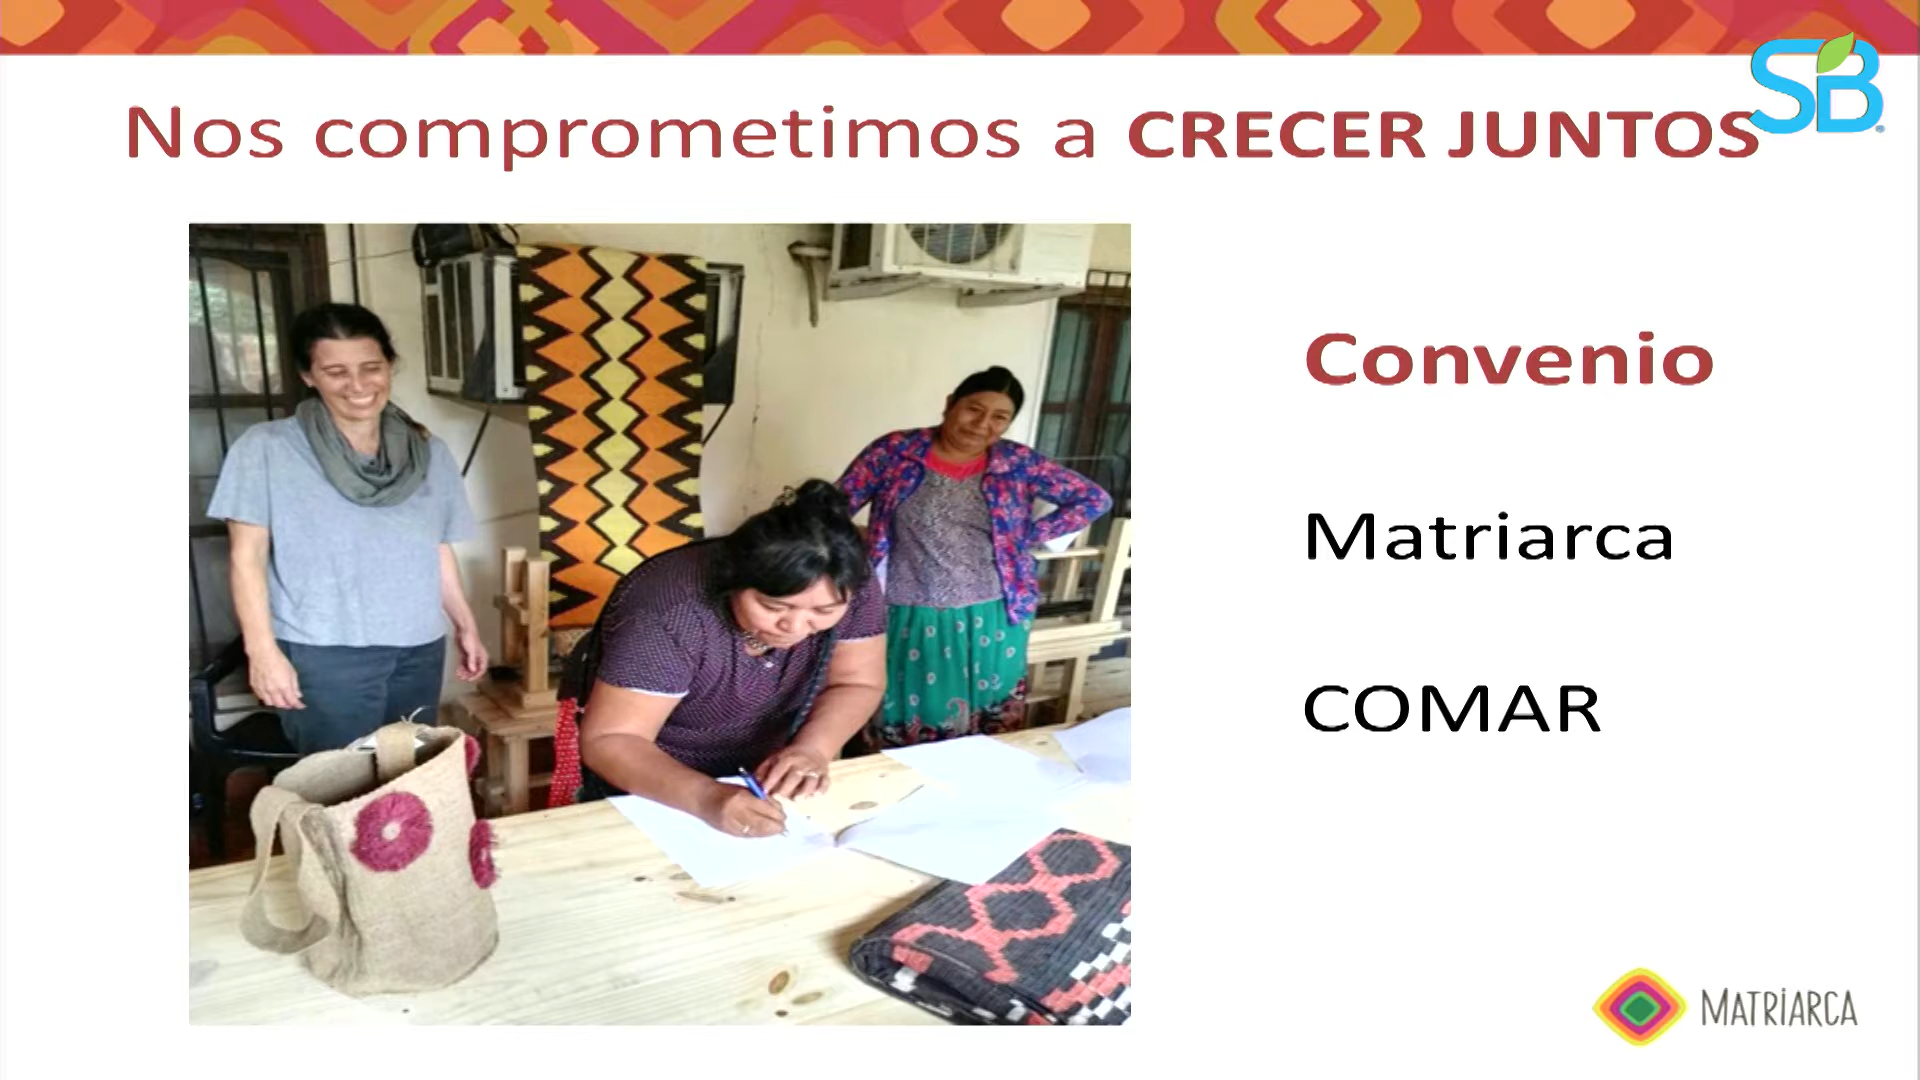 SB
Nos comprometimos a CRECER JUNTOS
Convenio
Matriarca
COMAR
MATRIARCA